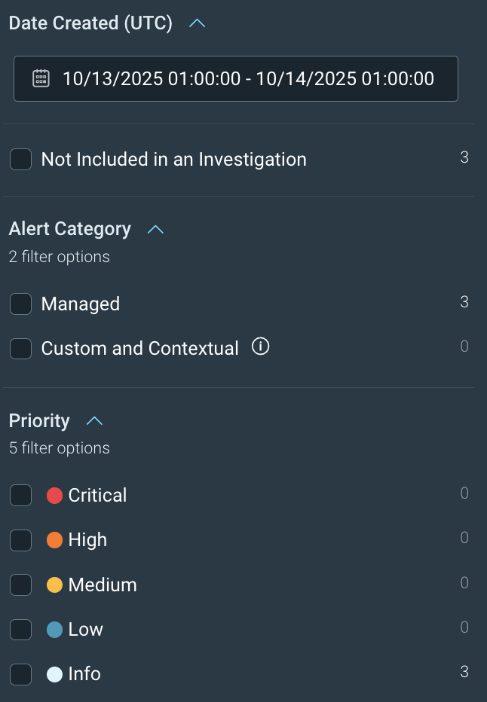 Date Created (UTC)
10/13/2025 01:00:00 - 10/14/2025 01:00:00
Not Included in an Investigation 3
Alert Category
2 filter options
Managed 3
Custom and Contextual 0
Priority
5 filter options
Critical 0
High 0
Medium 0
Low 0
Info 3